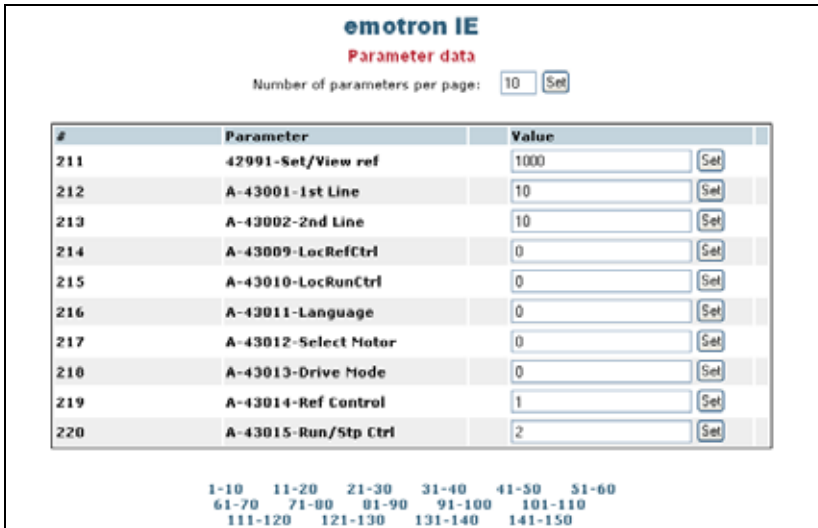 emotron IE
Parameter data
Number of parameters per page: 10 Set
# Parameter Value
211 42991-Set/View ref 1000 Set
212 A-43001-1st Line 10 Set
213 A-43002-2nd Line 10 Set
214 A-43009-LocRefCtrl 0 Set
215 A-43010-LocRunCtrl 0 Set
216 A-43011-Language 0 Set
217 A-43012-Select Motor 0 Set
218 A-43013-Drive Mode 0 Set
219 A-43014-Ref Control 1 Set
220 A-43015-Run/Stp Ctrl 2 Set
1-10 11-20 21-30 31-40 41-50 51-60
61-70 71-80 81-90 91-100 101-110
111-120 121-130 131-140 141-150